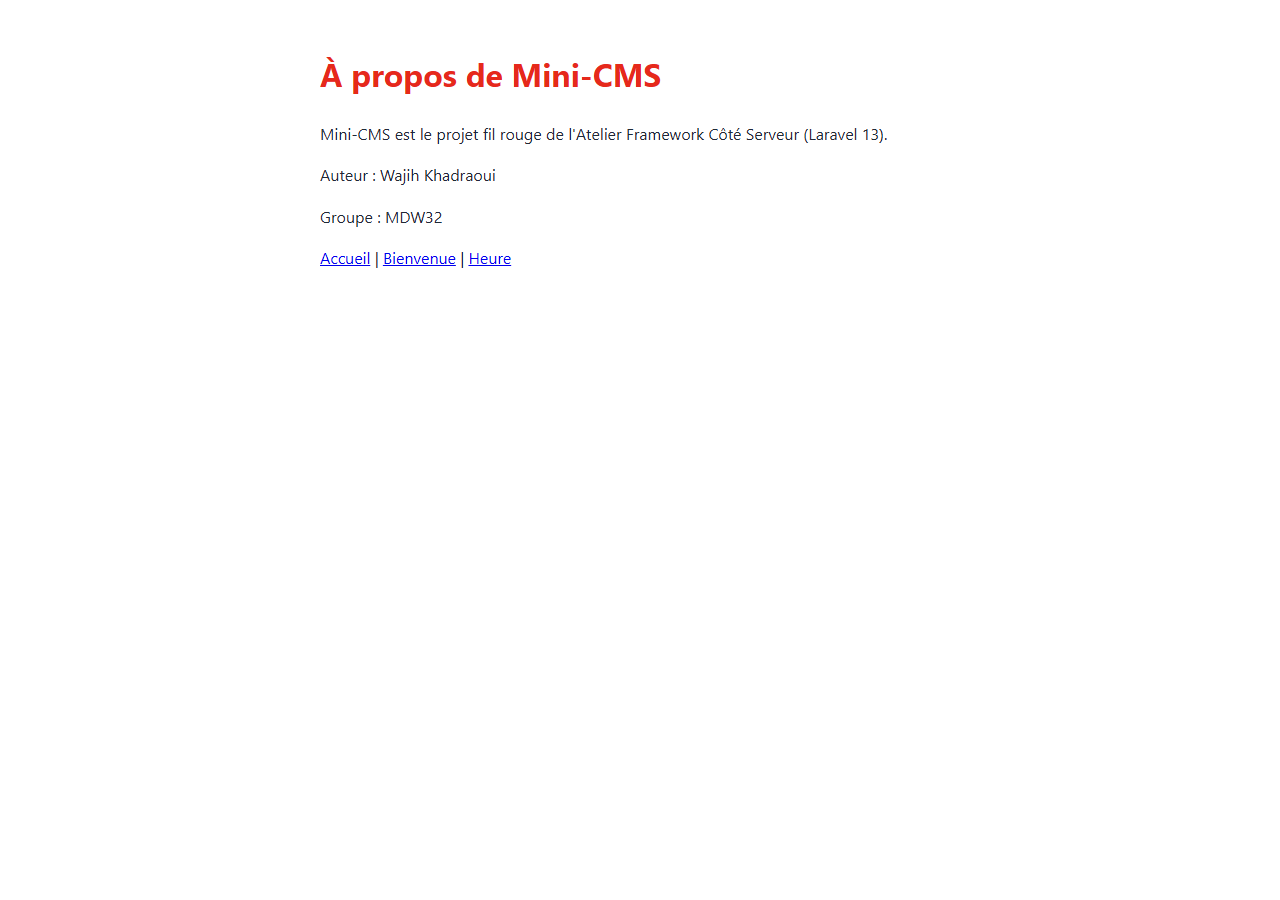 À propos de Mini-CMS
Mini-CMS est le projet fil rouge de l'Atelier Framework Côté Serveur (Laravel 13).
Auteur : Wajih Khadraoui
Groupe : MDW32
Accueil | Bienvenue | Heure